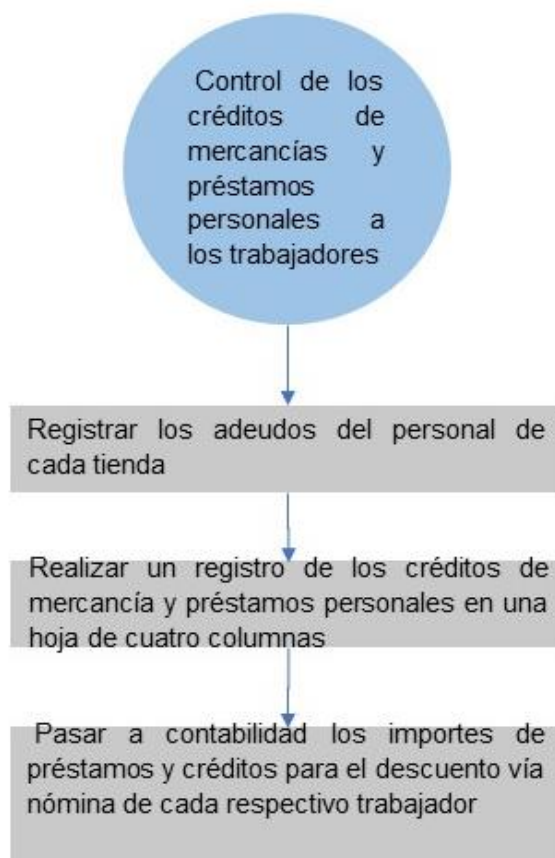 Control de los
créditos de
mercancías y
préstamos
personales a
los trabajadores
Registrar los adeudos del personal de
cada tienda
Realizar un registro de los créditos de
mercancía y préstamos personales en una
hoja de cuatro columnas
Pasar a contabilidad los importes de
préstamos y créditos para el descuento vía
nómina de cada respectivo trabajador